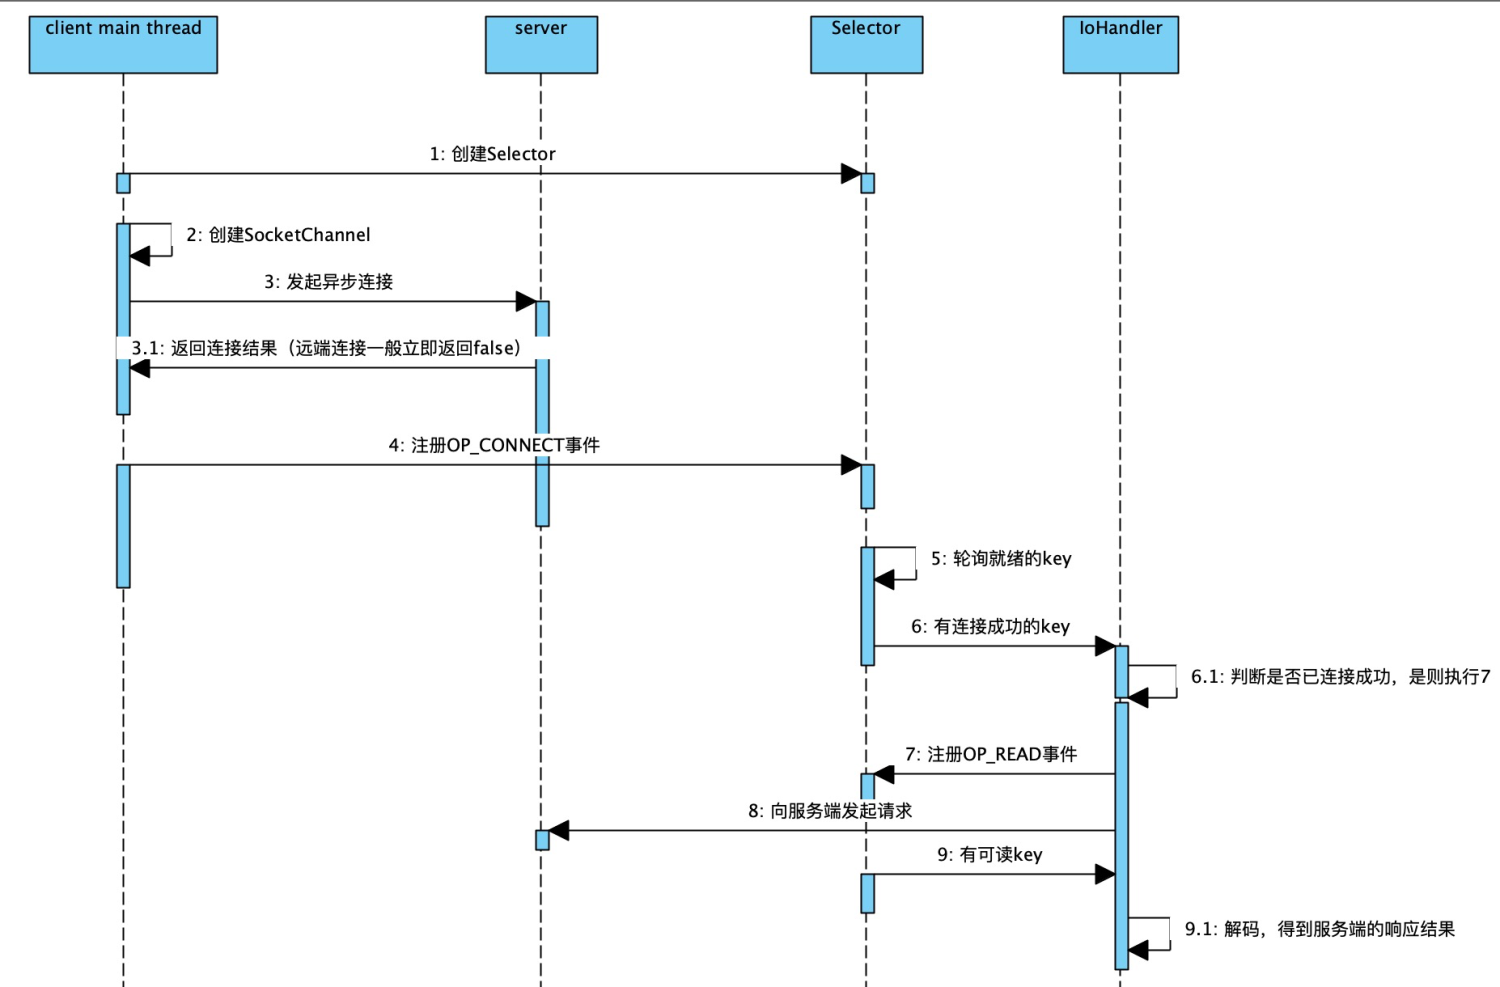 client main thread
server
Selector
IoHandler
1: 创建Selector
2: 创建SocketChannel
3: 发起异步连接
3.1: 返回连接结果（远端连接一般立即返回false）
4: 注册OP_CONNECT事件
5: 轮询就绪的key
6: 有连接成功的key
6.1: 判断是否已连接成功，是则执行7
7: 注册OP_READ事件
8: 向服务端发起请求
9: 有可读key
9.1: 解码，得到服务端的响应结果